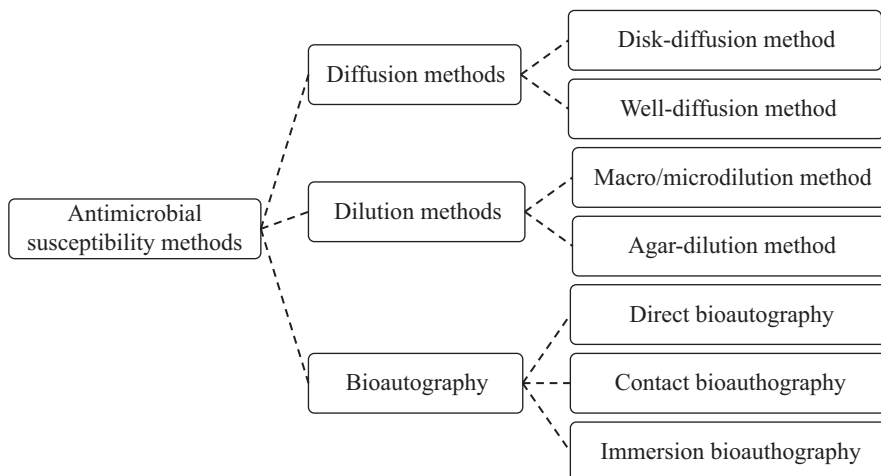 Antimicrobial
susceptibility methods
Diffusion methods
Disk-diffusion method
Well-diffusion method
Dilution methods
Macro/microdilution method
Agar-dilution method
Bioautography
Direct bioautography
Contact bioauthography
Immersion bioauthography